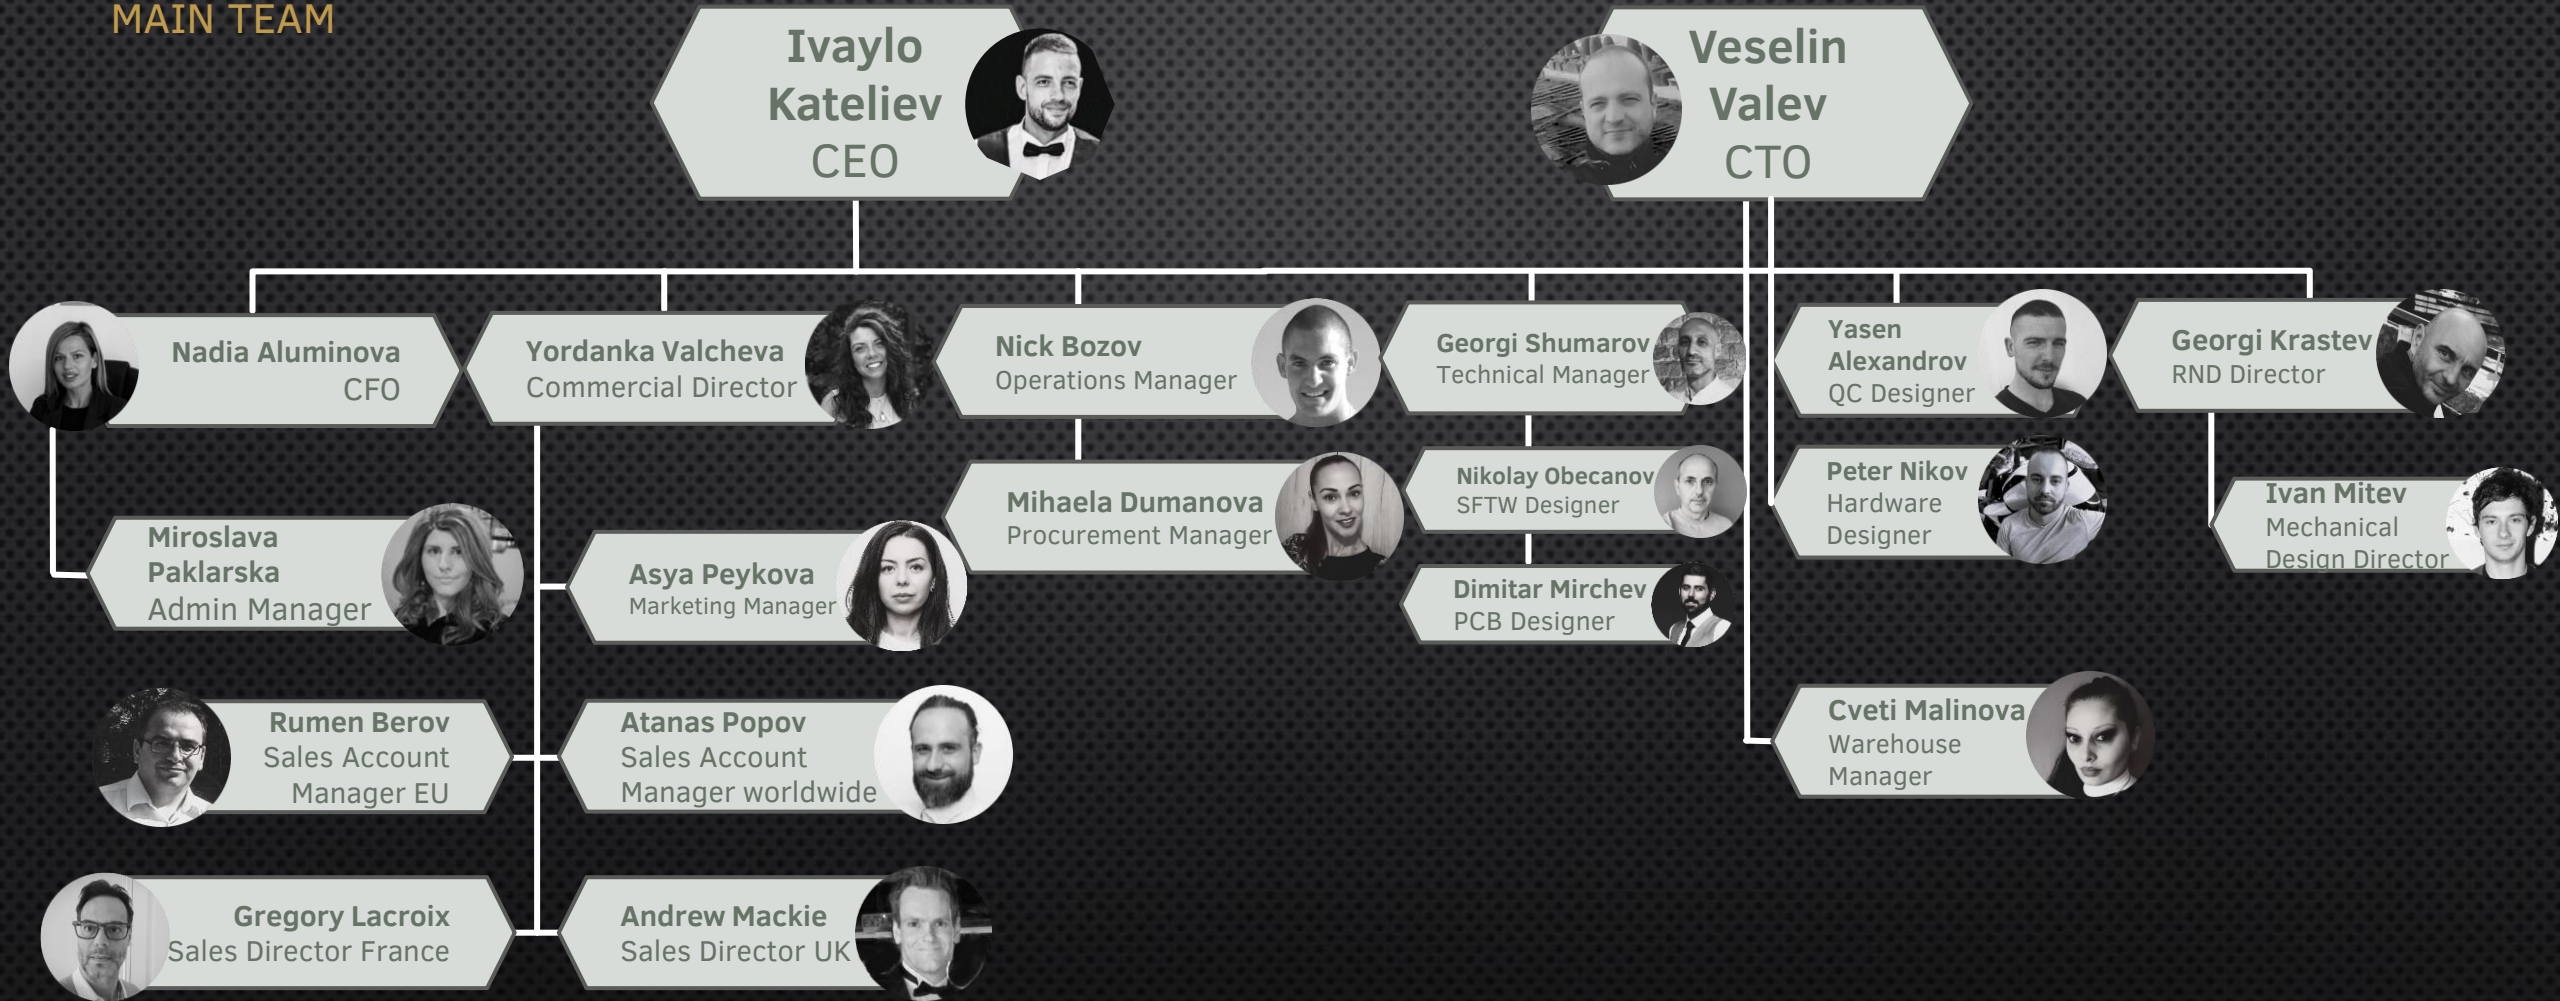 MAIN TEAM
Ivaylo
Kateliev
CEO
Veselin
Valev
CTO
Nadia Aluminova
CFO
Yordanka Valcheva
Commercial Director
Nick Bozov
Operations Manager
Georgi Shumarov
Technical Manager
Yasen
Alexandrov
QC Designer
Georgi Krastev
RND Director
Miroslava
Paklarska
Admin Manager
Asya Peykova
Marketing Manager
Mihaela Dumanova
Procurement Manager
Nikolay Obecanov
SFTW Designer
Dimitar Mirchev
PCB Designer
Peter Nikov
Hardware
Designer
Ivan Mitev
Mechanical
Design Director
Rumen Berov
Sales Account
Manager EU
Atanas Popov
Sales Account
Manager worldwide
Cveti Malinova
Warehouse
Manager
Gregory Lacroix
Sales Director France
Andrew Mackie
Sales Director UK